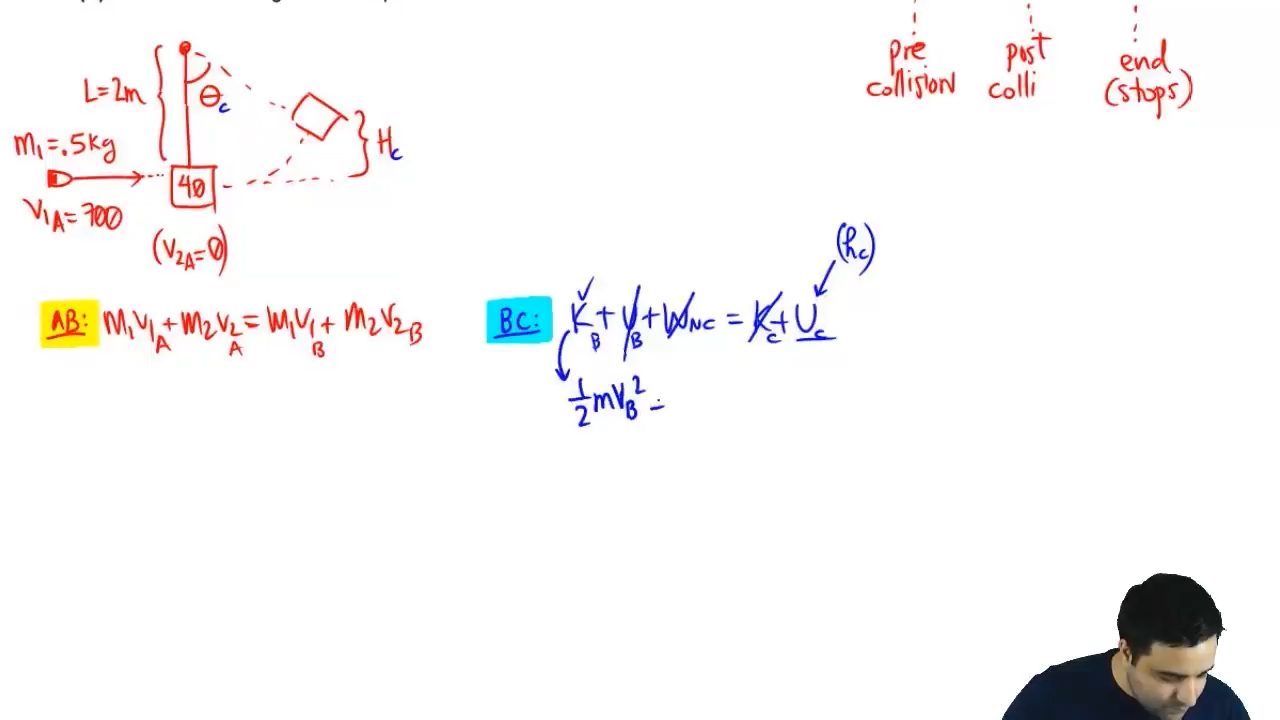 pre
collision
post
colli
end
(stops)
L=2m
θc
m₁=.5kg
Hc
40
V₁A=700
(V₂A=0)
(hc)
AB: m₁V₁A+m₂V₂A=m₁V₁B+m₂V₂B
BC: KB+UB+WNC=Kc+Uc
½mVB²=